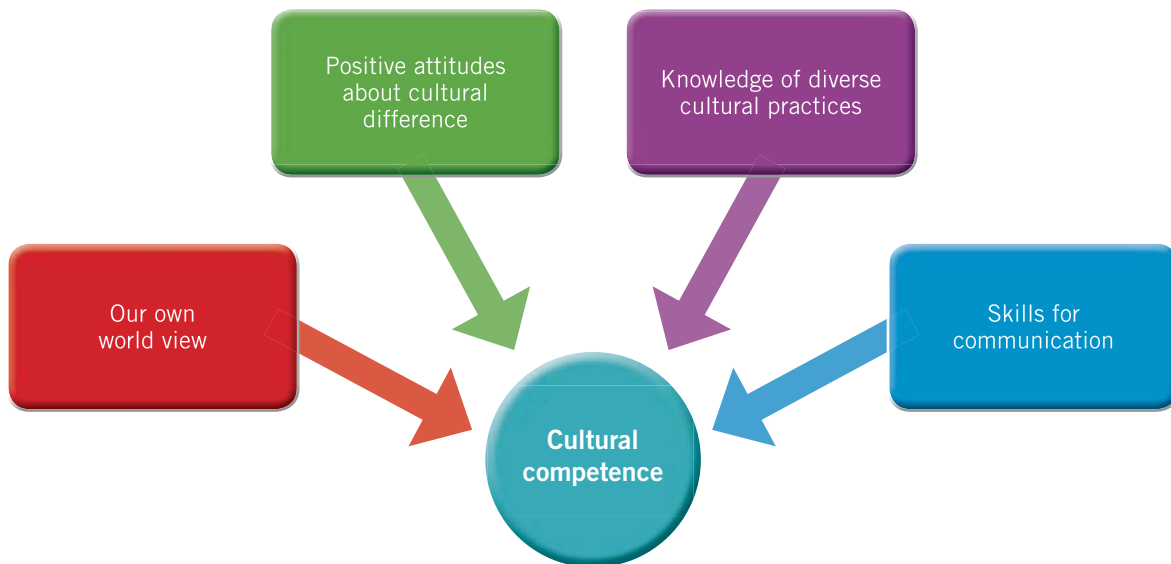 Positive attitudes
about cultural
difference
Knowledge of diverse
cultural practices
Our own
world view
Skills for
communication
Cultural
competence